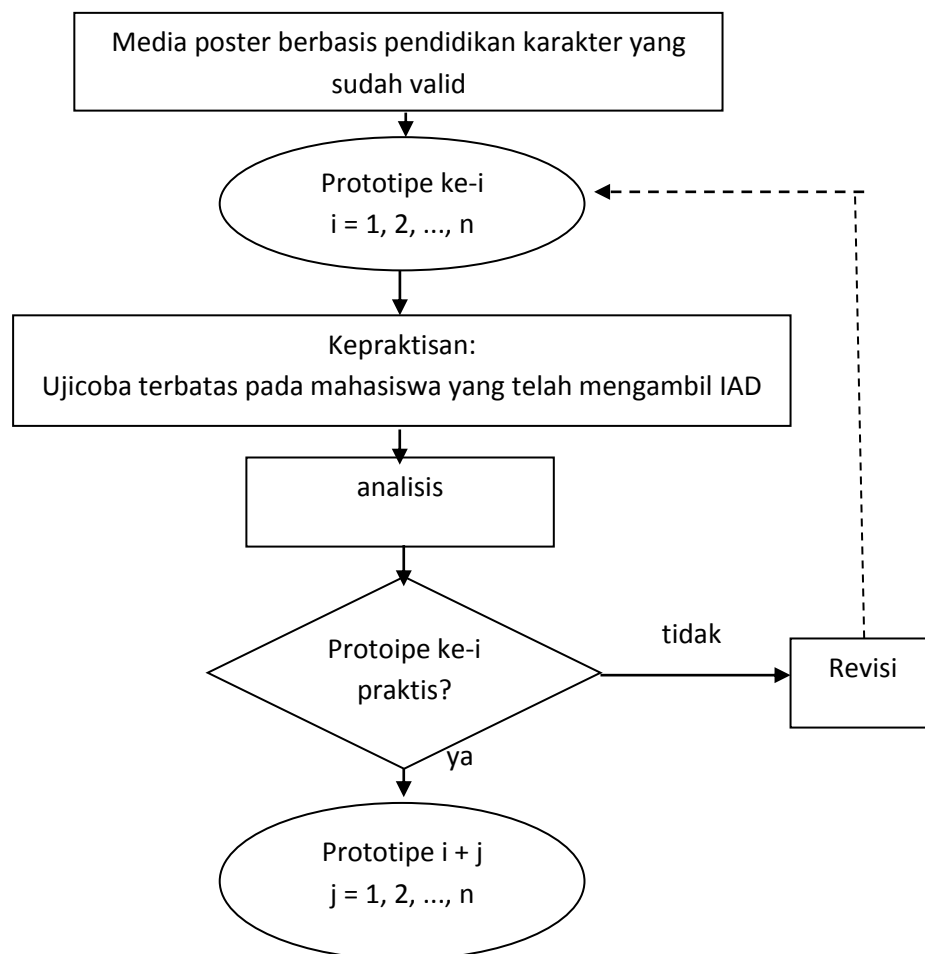 Media poster berbasis pendidikan karakter yang
sudah valid
Prototipe ke-i
i = 1, 2, ..., n
Kepraktisan:
Ujicoba terbatas pada mahasiswa yang telah mengambil IAD
analisis
Protoipe ke-i
praktis?
tidak
Revisi
ya
Prototipe i + j
j = 1, 2, ..., n